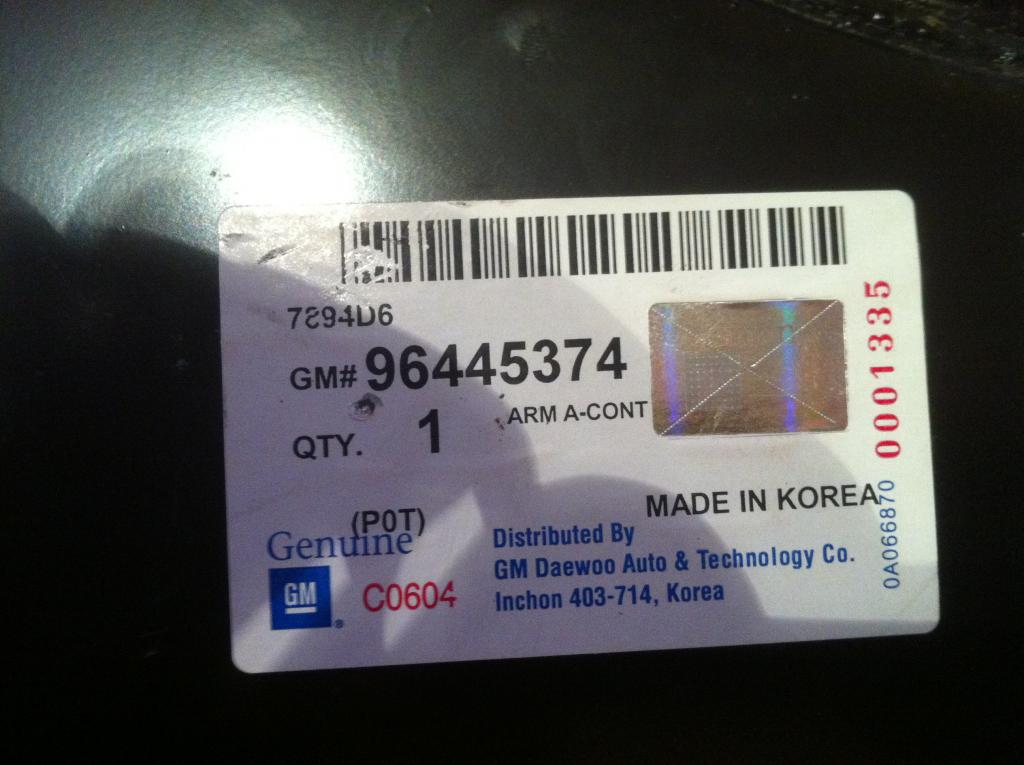 7894D6
GM# 96445374
QTY. 1 ARM A-CONT
0001335
0A066870
MADE IN KOREA
(P0T)
Genuine
GM ®
C0604
Distributed By
GM Daewoo Auto & Technology Co.
Inchon 403-714, Korea